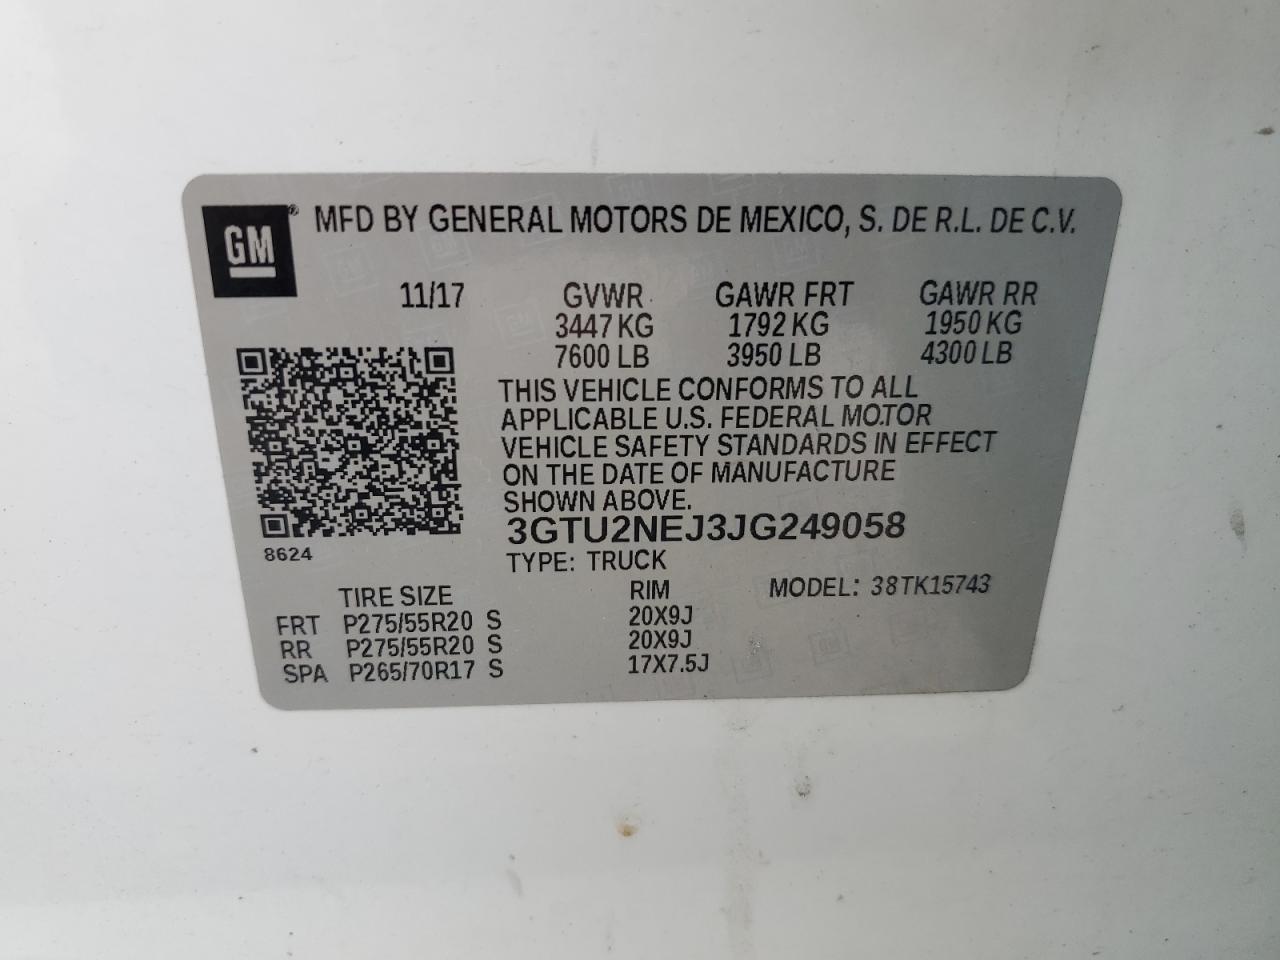 GM® MFD BY GENERAL MOTORS DE MEXICO, S. DE R.L. DE C.V.
11/17 GVWR GAWR FRT GAWR RR
3447 KG 1792 KG 1950 KG
7600 LB 3950 LB 4300 LB
THIS VEHICLE CONFORMS TO ALL
APPLICABLE U.S. FEDERAL MOTOR
VEHICLE SAFETY STANDARDS IN EFFECT
ON THE DATE OF MANUFACTURE
SHOWN ABOVE.
3GTU2NEJ3JG249058
8624
TYPE: TRUCK
TIRE SIZE RIM MODEL: 38TK15743
FRT P275/55R20 S 20X9J
RR P275/55R20 S 20X9J
SPA P265/70R17 S 17X7.5J